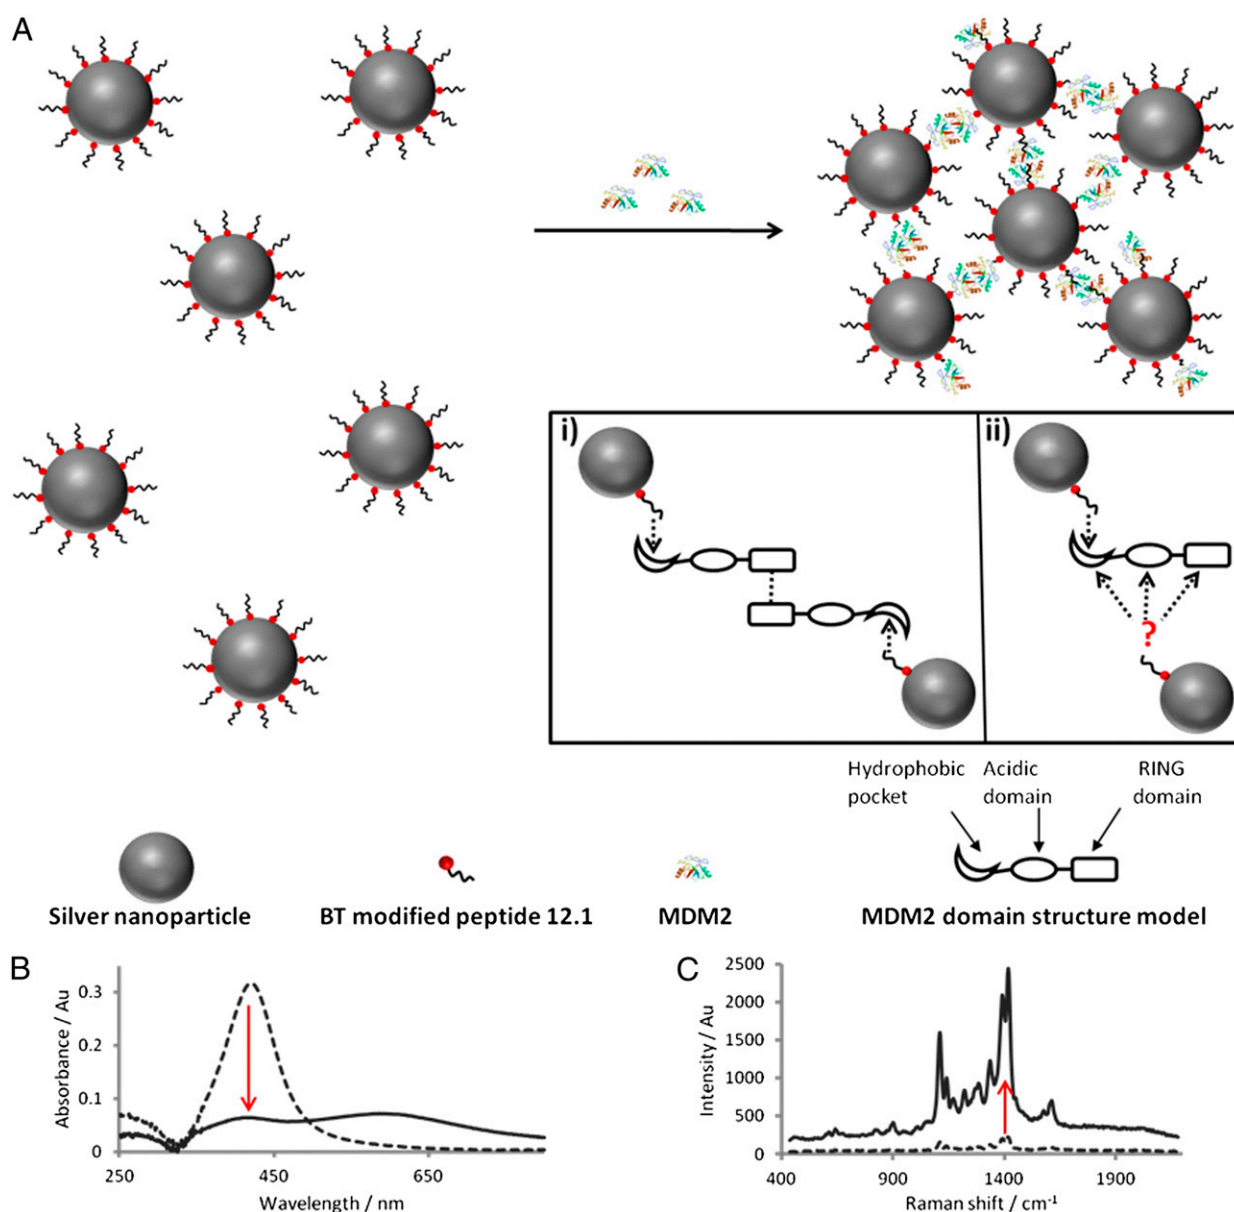 A
i)
ii)
?
Hydrophobic
pocket
Acidic
domain
RING
domain
Silver nanoparticle
BT modified peptide 12.1
MDM2
MDM2 domain structure model
B
Absorbance / Au
0.3
0.2
0.1
0
250
450
650
Wavelength / nm
C
Intensity / Au
2500
2000
1500
1000
500
0
400
900
1400
1900
Raman shift / cm⁻¹